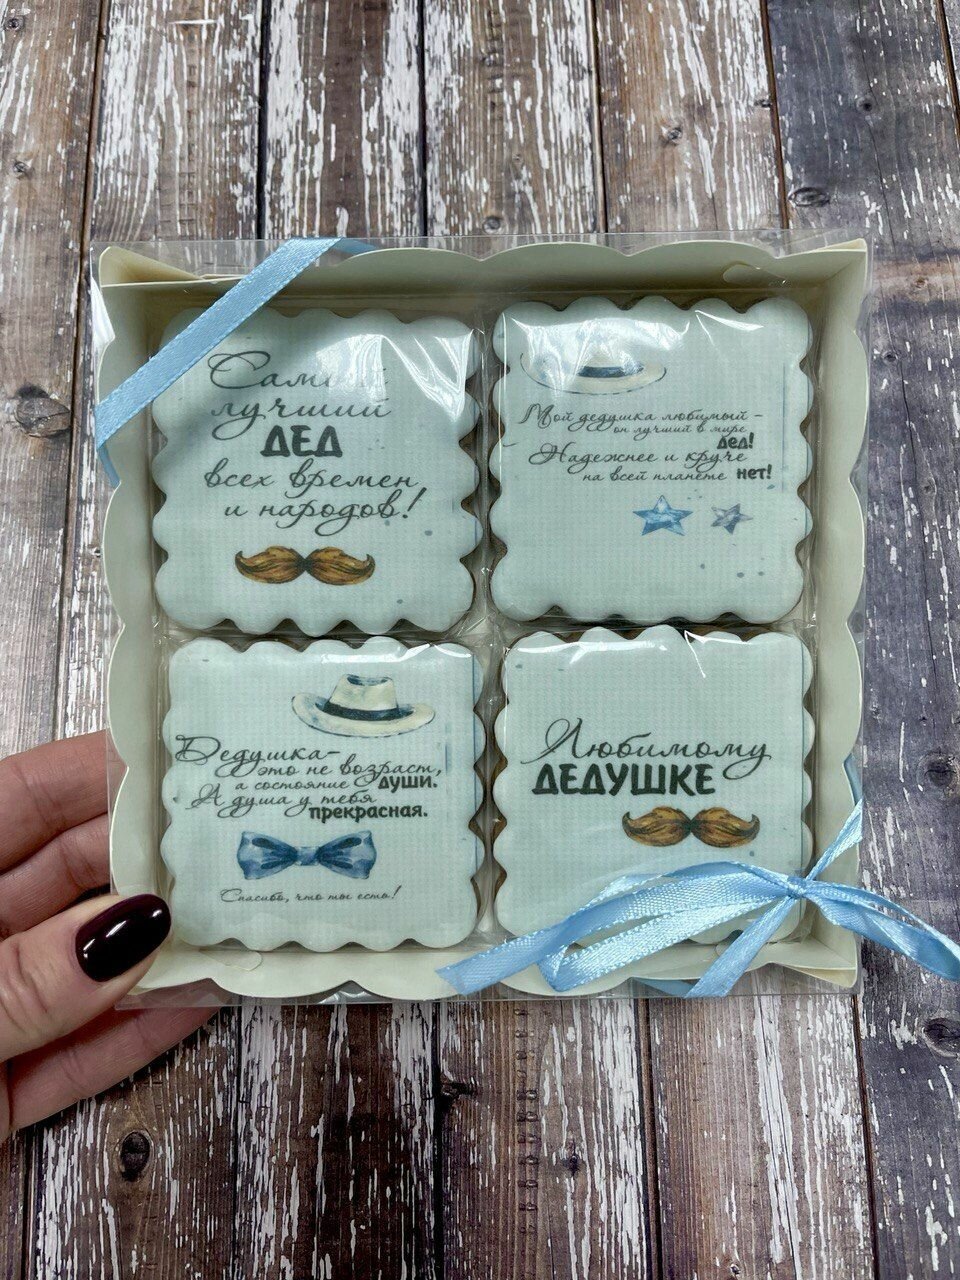 Самый
лучший
ДЕД
всех времен
и народов!
Мой дедушка любимый -
он лучший в мире
дед!
Надежнее и круче
на всей планете нет!
Дедушка-
это не возраст,
а состояние души.
А душа у тебя
прекрасная.
Спасибо, что ты есть!
Любимому
ДЕДУШКЕ